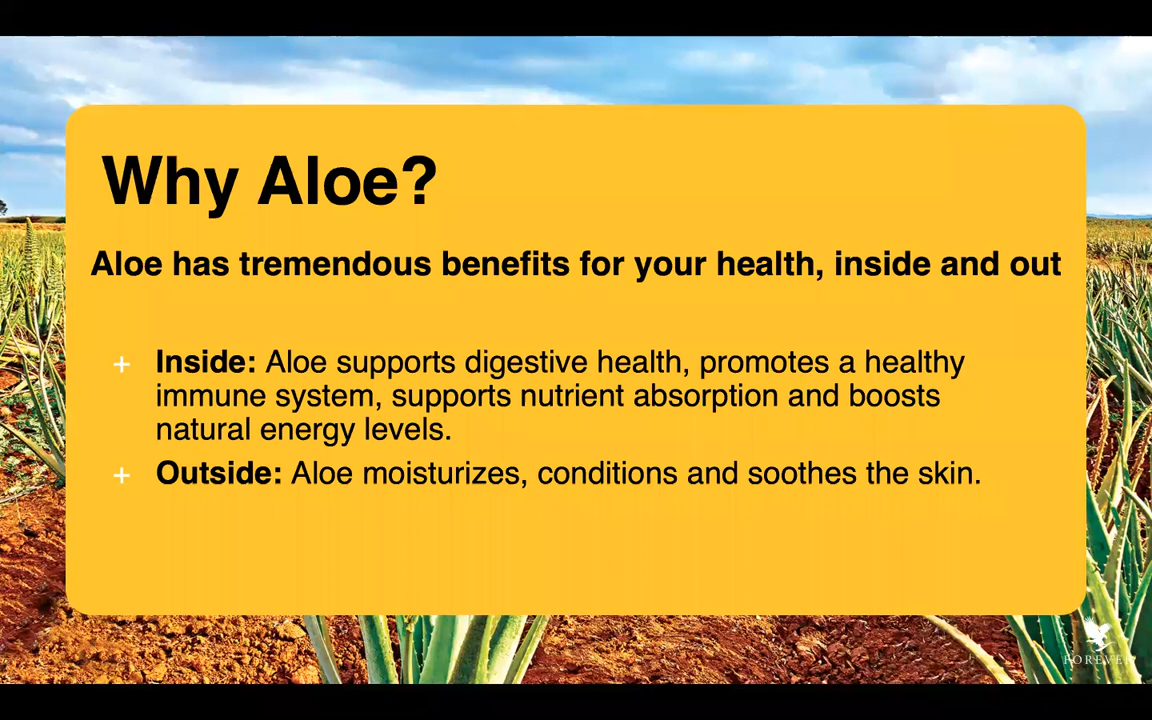 Why Aloe?
Aloe has tremendous benefits for your health, inside and out
+ Inside: Aloe supports digestive health, promotes a healthy
immune system, supports nutrient absorption and boosts
natural energy levels.
+ Outside: Aloe moisturizes, conditions and soothes the skin.
FOREVER